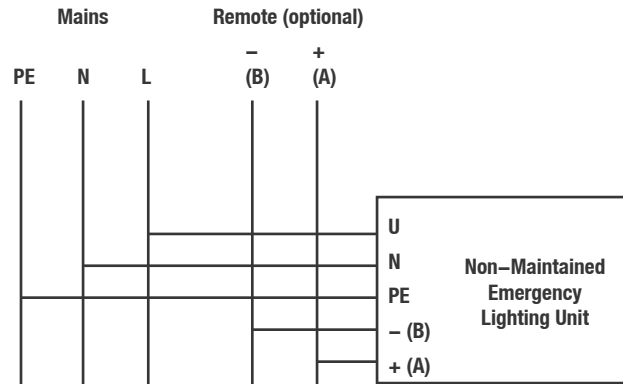 Mains Remote (optional)
PE N L – (B) + (A)
U
N
PE
– (B)
+ (A)
Non–Maintained
Emergency
Lighting Unit